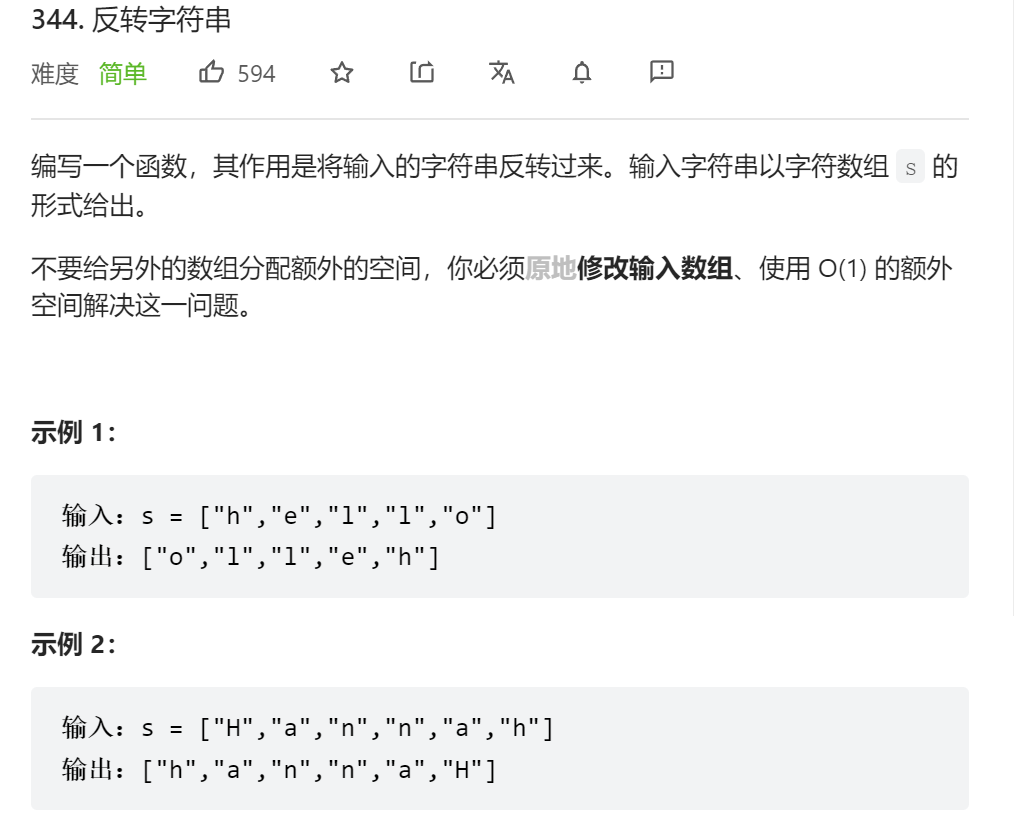 344. 反转字符串
难度 简单 594
编写一个函数，其作用是将输入的字符串反转过来。输入字符串以字符数组 s 的
形式给出。
不要给另外的数组分配额外的空间，你必须原地修改输入数组、使用 O(1) 的额外
空间解决这一问题。
示例 1：
输入：s = ["h","e","l","l","o"]
输出：["o","l","l","e","h"]
示例 2：
输入：s = ["H","a","n","n","a","h"]
输出：["h","a","n","n","a","H"]